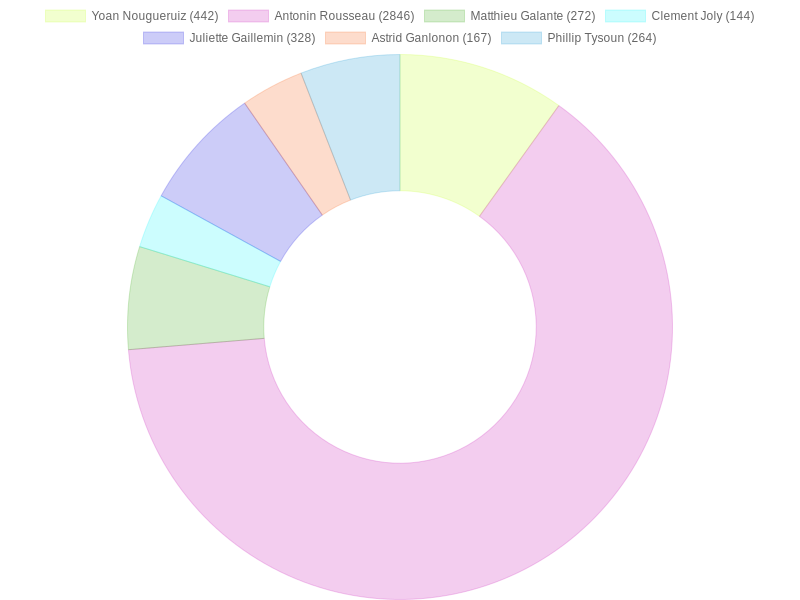 Yoan Nougueruiz (442) Antonin Rousseau (2846) Matthieu Galante (272) Clement Joly (144)
Juliette Gaillemin (328) Astrid Ganlonon (167) Phillip Tysoun (264)